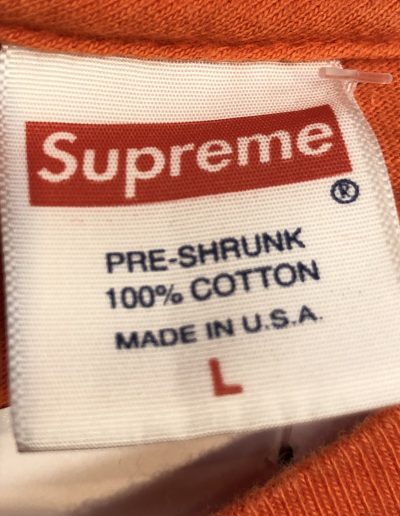 Supreme
®
PRE-SHRUNK
100% COTTON
MADE IN U.S.A.
L